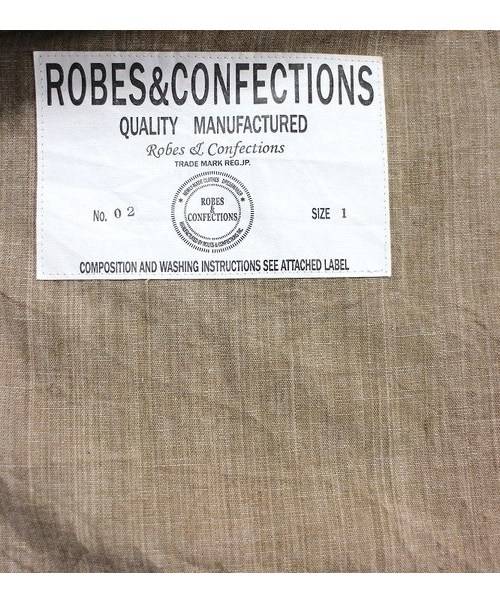 ROBES&CONFECTIONS
QUALITY MANUFACTURED
Robes & Confections
TRADE MARK REG.JP.
No. 02
ROBES
&
CONFECTIONS
SIZE 1
COMPOSITION AND WASHING INSTRUCTIONS SEE ATTACHED LABEL